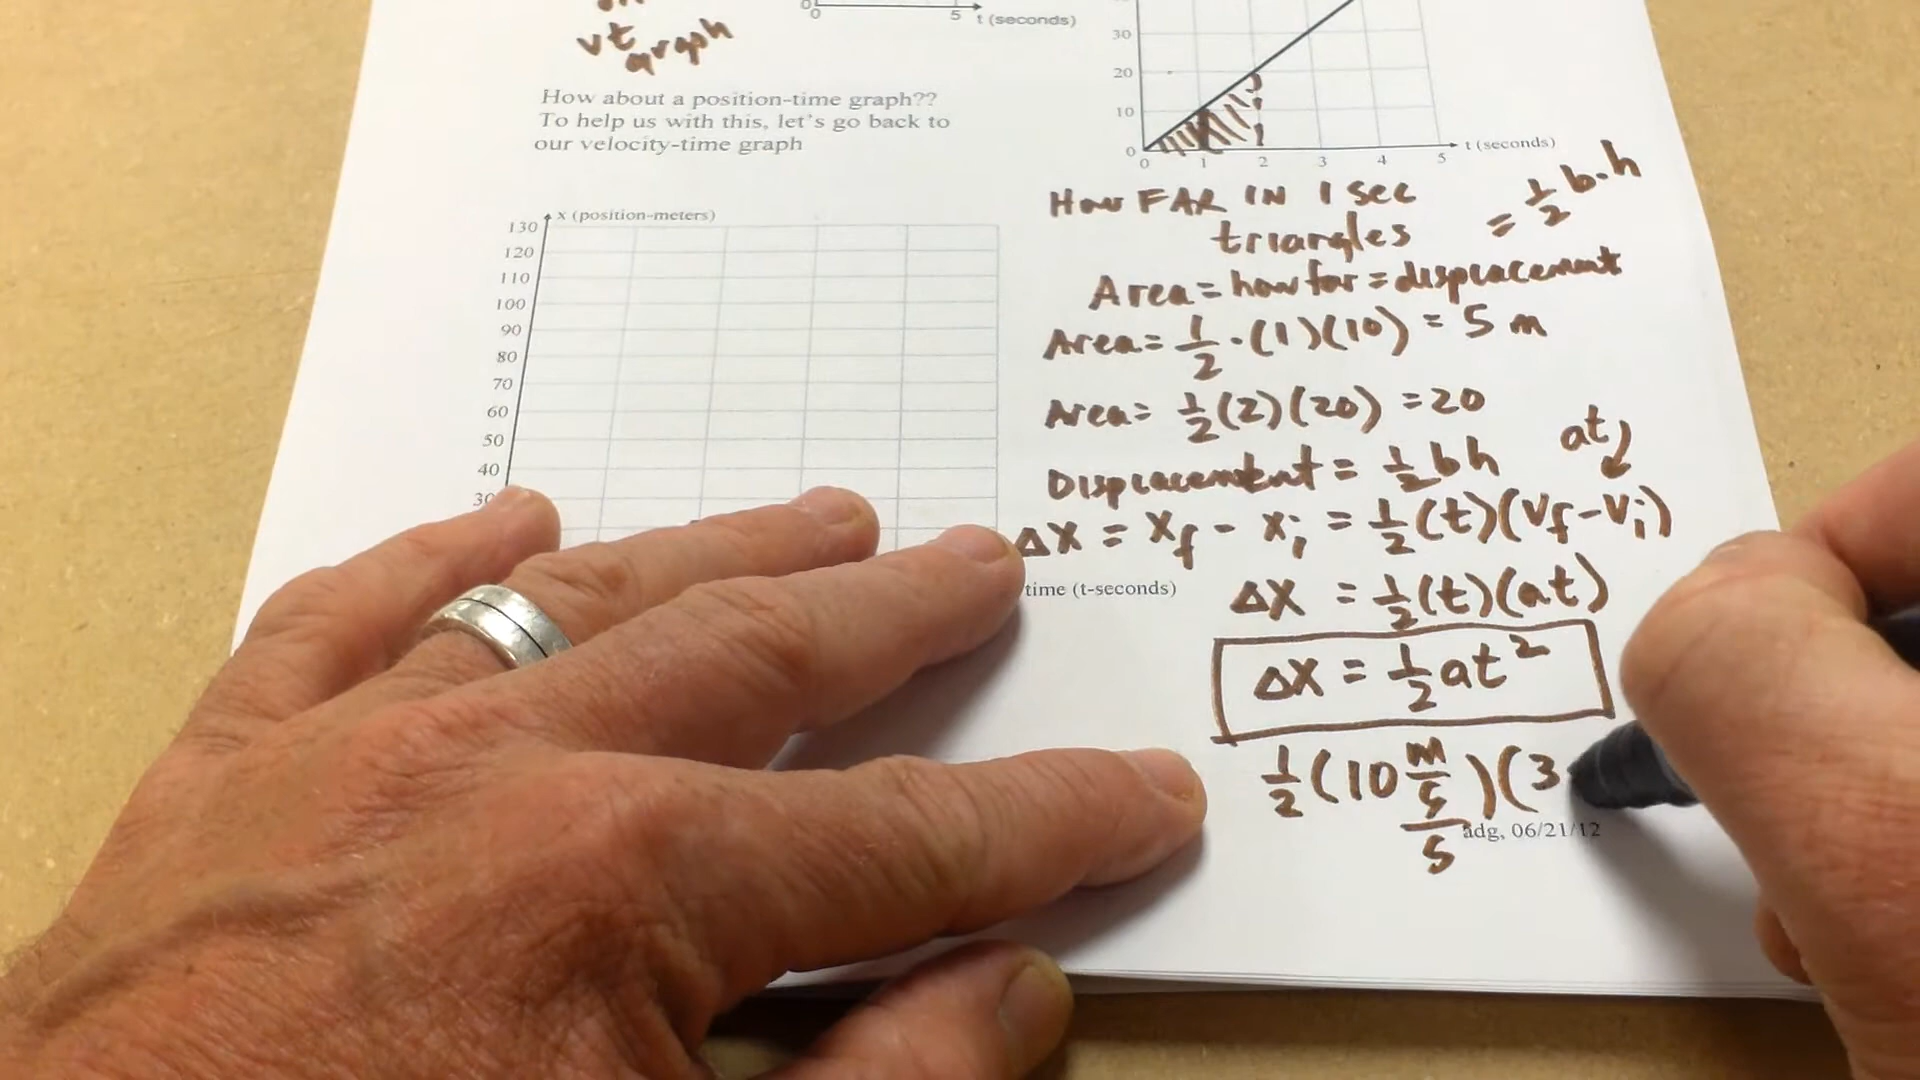 vt
graph
0
0
5
t (seconds)
How about a position-time graph??
To help us with this, let's go back to
our velocity-time graph
x (position-meters)
130
120
110
100
90
80
70
60
50
40
30
time (t-seconds)
30
20
10
0
0 1 2 3 4 5
t (seconds)
How FAR IN 1 sec
triangles = 1/2 b·h
Area = how far = displacement
Area = 1/2 · (1)(10) = 5 m
Area = 1/2 (2)(20) = 20
at
Displacement = 1/2 bh
Δx = xf - xi = 1/2 (t)(vf - vi)
Δx = 1/2 (t)(at)
Δx = 1/2 at²
1/2 (10 m/s/s)(3
adg, 06/21/12